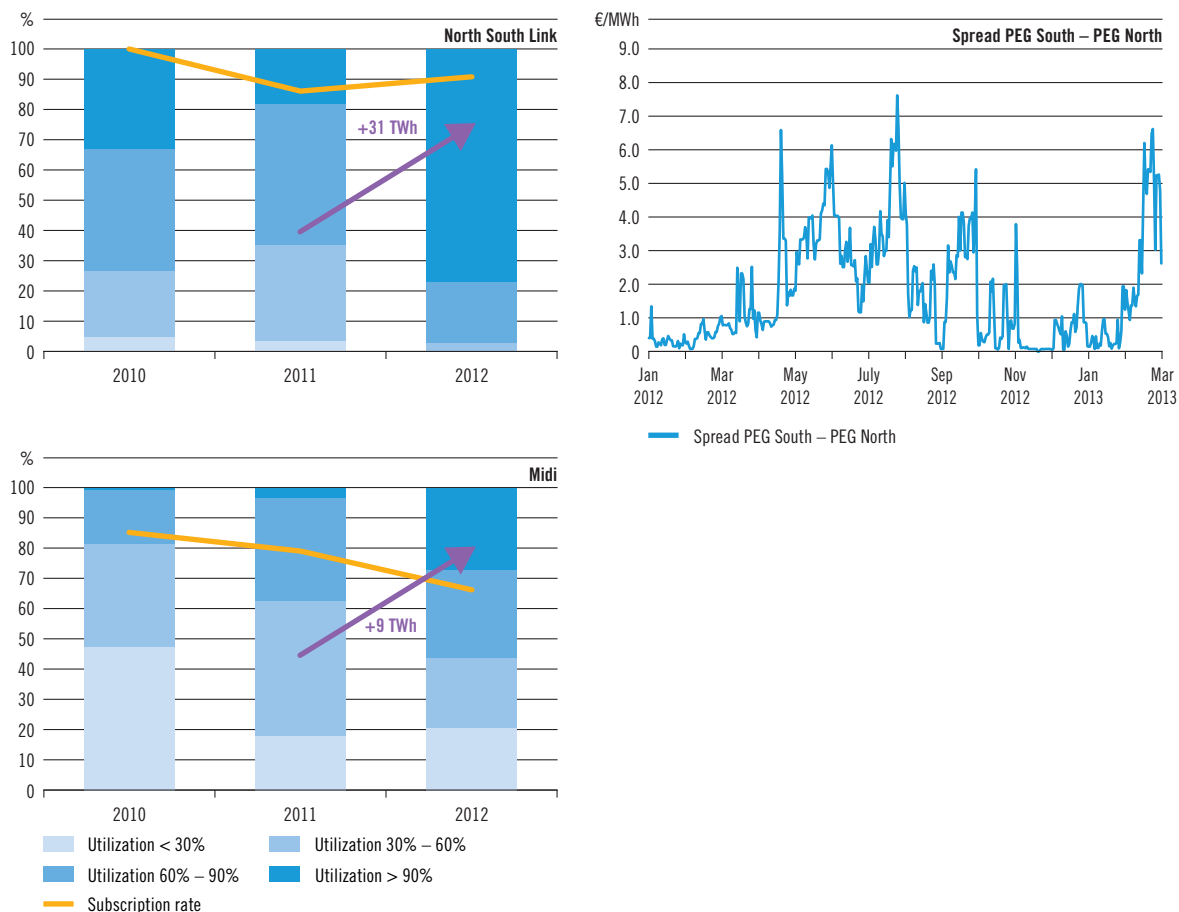 %
North South Link
100
90
80
70
60
50
40
30
20
10
0
+31 TWh
2010
2011
2012
€/MWh
Spread PEG South – PEG North
9.0
8.0
7.0
6.0
5.0
4.0
3.0
2.0
1.0
0
Jan 2012
Mar 2012
May 2012
July 2012
Sep 2012
Nov 2012
Jan 2013
Mar 2013
Spread PEG South – PEG North
%
Midi
100
90
80
70
60
50
40
30
20
10
0
+9 TWh
2010
2011
2012
Utilization < 30%
Utilization 30% – 60%
Utilization 60% – 90%
Utilization > 90%
Subscription rate